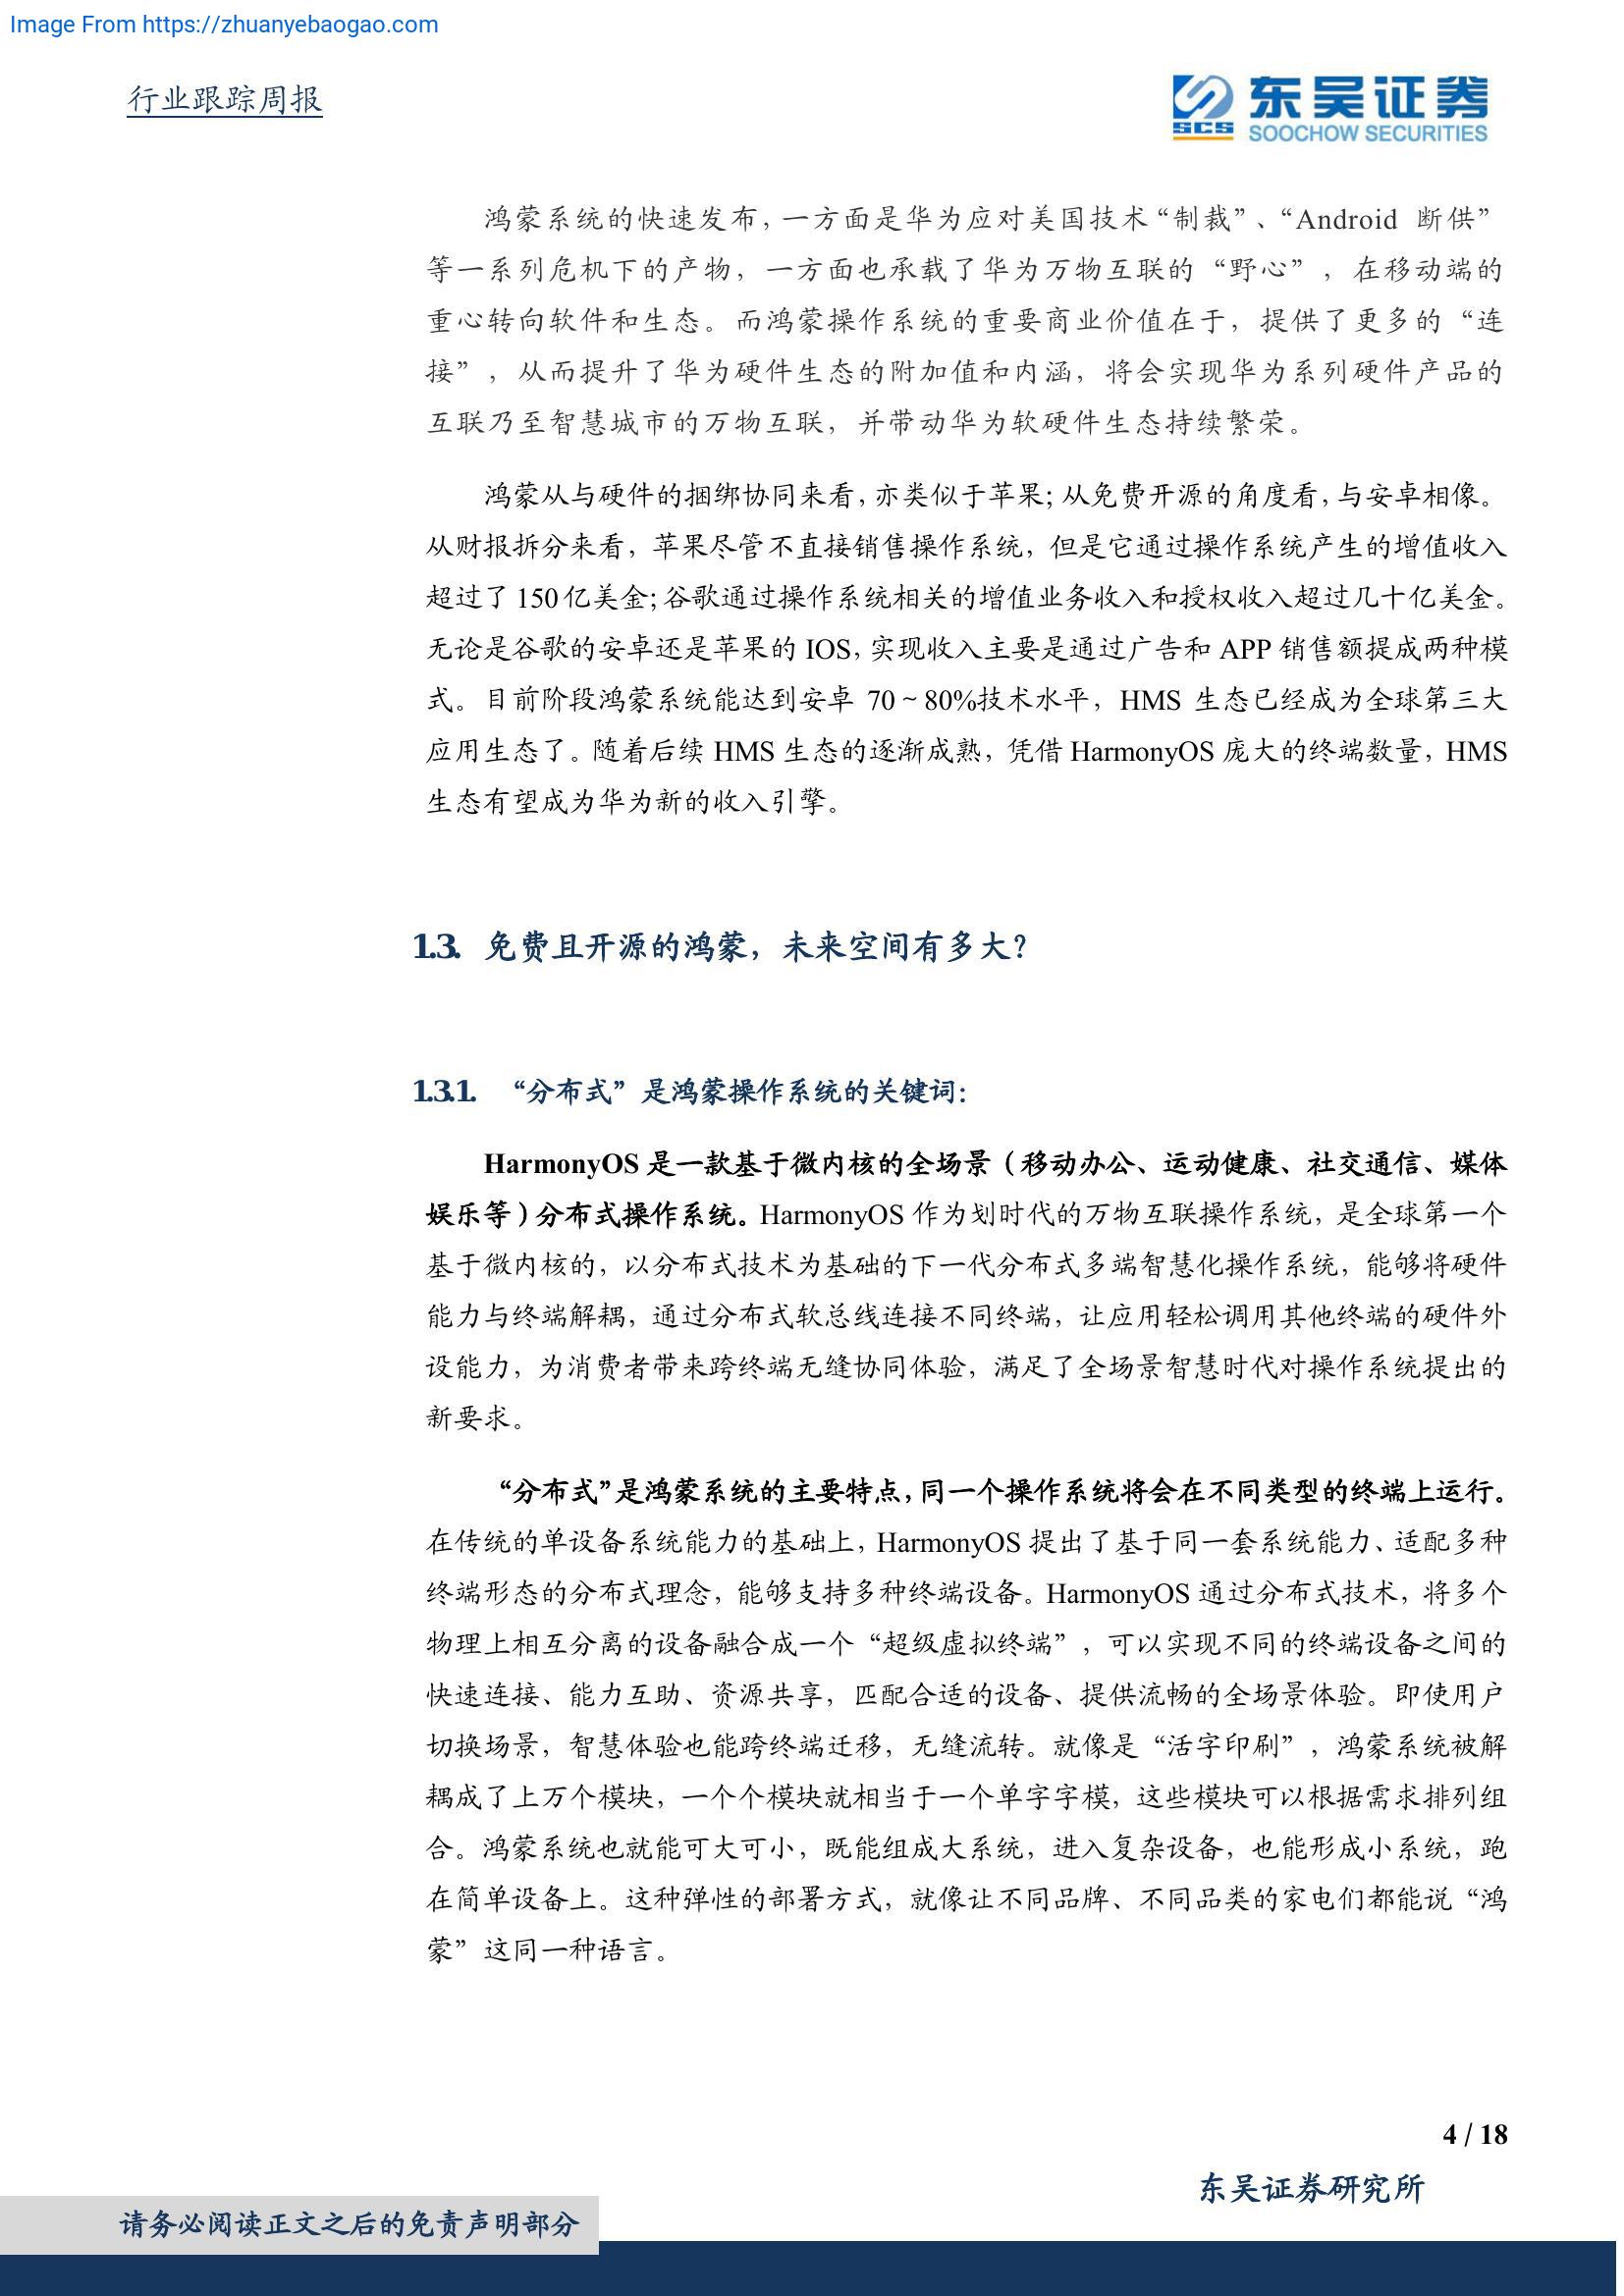 Image From https://zhuanyebaogao.com
行业跟踪周报
SCS 东吴证券
SOOCHOW SECURITIES
鸿蒙系统的快速发布，一方面是华为应对美国技术“制裁”、“Android 断供”
等一系列危机下的产物，一方面也承载了华为万物互联的“野心”，在移动端的
重心转向软件和生态。而鸿蒙操作系统的重要商业价值在于，提供了更多的“连
接”，从而提升了华为硬件生态的附加值和内涵，将会实现华为系列硬件产品的
互联乃至智慧城市的万物互联，并带动华为软硬件生态持续繁荣。
鸿蒙从与硬件的捆绑协同来看，亦类似于苹果；从免费开源的角度看，与安卓相像。
从财报拆分来看，苹果尽管不直接销售操作系统，但是它通过操作系统产生的增值收入
超过了 150 亿美金；谷歌通过操作系统相关的增值业务收入和授权收入超过几十亿美金。
无论是谷歌的安卓还是苹果的 IOS，实现收入主要是通过广告和 APP 销售额提成两种模
式。目前阶段鸿蒙系统能达到安卓 70～80%技术水平，HMS 生态已经成为全球第三大
应用生态了。随着后续 HMS 生态的逐渐成熟，凭借 HarmonyOS 庞大的终端数量，HMS
生态有望成为华为新的收入引擎。
1.3. 免费且开源的鸿蒙，未来空间有多大？
1.3.1. “分布式”是鸿蒙操作系统的关键词：
HarmonyOS 是一款基于微内核的全场景（移动办公、运动健康、社交通信、媒体
娱乐等）分布式操作系统。HarmonyOS 作为划时代的万物互联操作系统，是全球第一个
基于微内核的，以分布式技术为基础的下一代分布式多端智慧化操作系统，能够将硬件
能力与终端解耦，通过分布式软总线连接不同终端，让应用轻松调用其他终端的硬件外
设能力，为消费者带来跨终端无缝协同体验，满足了全场景智慧时代对操作系统提出的
新要求。
“分布式”是鸿蒙系统的主要特点，同一个操作系统将会在不同类型的终端上运行。
在传统的单设备系统能力的基础上，HarmonyOS 提出了基于同一套系统能力、适配多种
终端形态的分布式理念，能够支持多种终端设备。HarmonyOS 通过分布式技术，将多个
物理上相互分离的设备融合成一个“超级虚拟终端”，可以实现不同的终端设备之间的
快速连接、能力互助、资源共享，匹配合适的设备、提供流畅的全场景体验。即使用户
切换场景，智慧体验也能跨终端迁移，无缝流转。就像是“活字印刷”，鸿蒙系统被解
耦成了上万个模块，一个个模块就相当于一个单字字模，这些模块可以根据需求排列组
合。鸿蒙系统也就能可大可小，既能组成大系统，进入复杂设备，也能形成小系统，跑
在简单设备上。这种弹性的部署方式，就像让不同品牌、不同品类的家电们都能说“鸿
蒙”这同一种语言。
4 / 18
东吴证券研究所
请务必阅读正文之后的免责声明部分